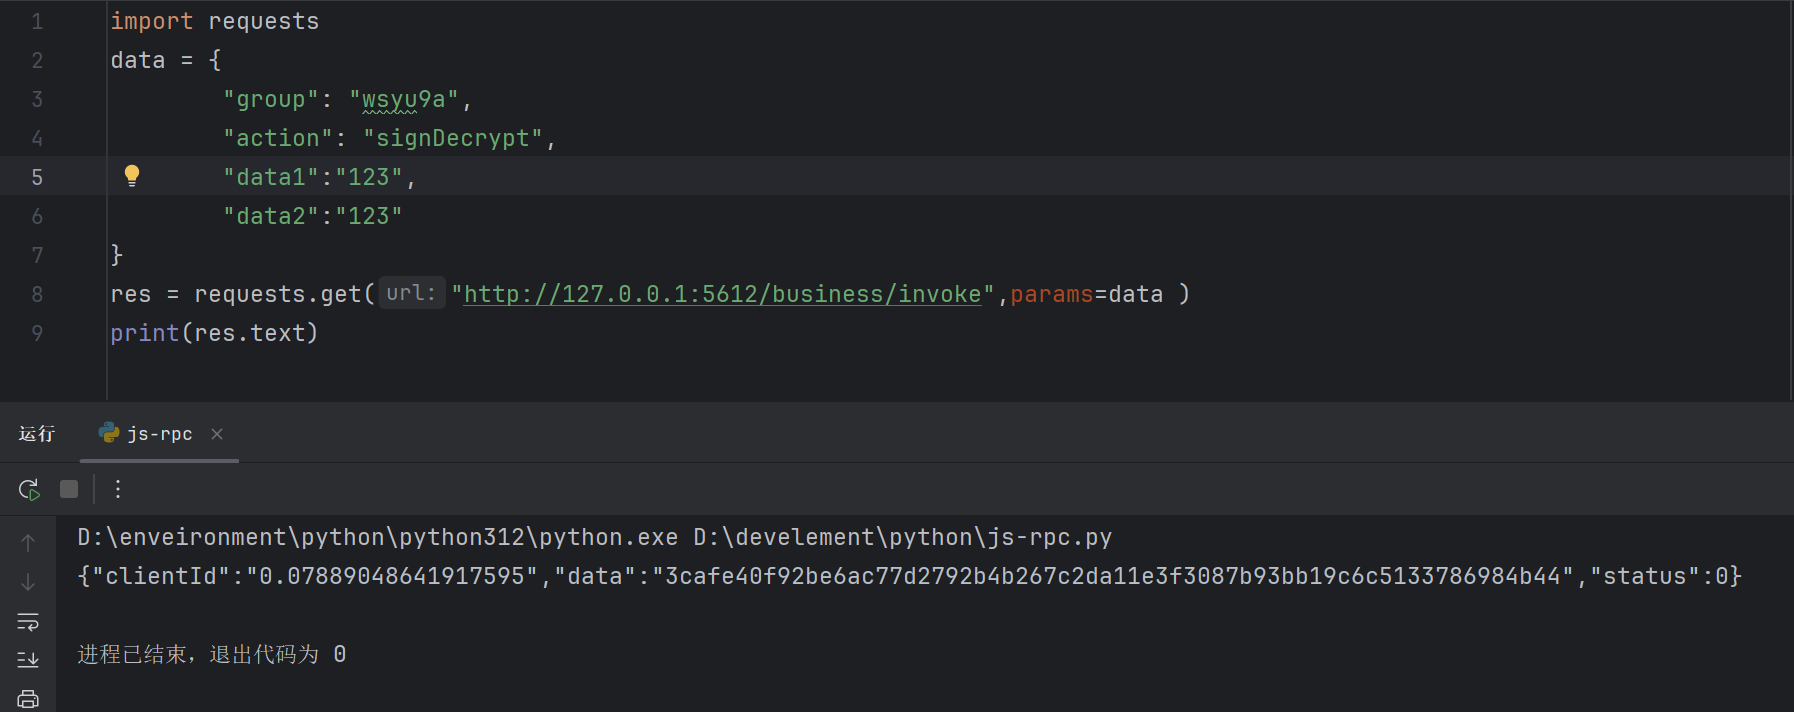 1 import requests
2 data = {
3 "group": "wsyu9a",
4 "action": "signDecrypt",
5 "data1":"123",
6 "data2":"123"
7 }
8 res = requests.get( url: "http://127.0.0.1:5612/business/invoke",params=data )
9 print(res.text)
运行 js-rpc
D:\enveironment\python\python312\python.exe D:\develement\python\js-rpc.py
{"clientId":"0.07889048641917595","data":"3cafe40f92be6ac77d2792b4b267c2da11e3f3087b93bb19c6c5133786984b44","status":0}
进程已结束，退出代码为 0